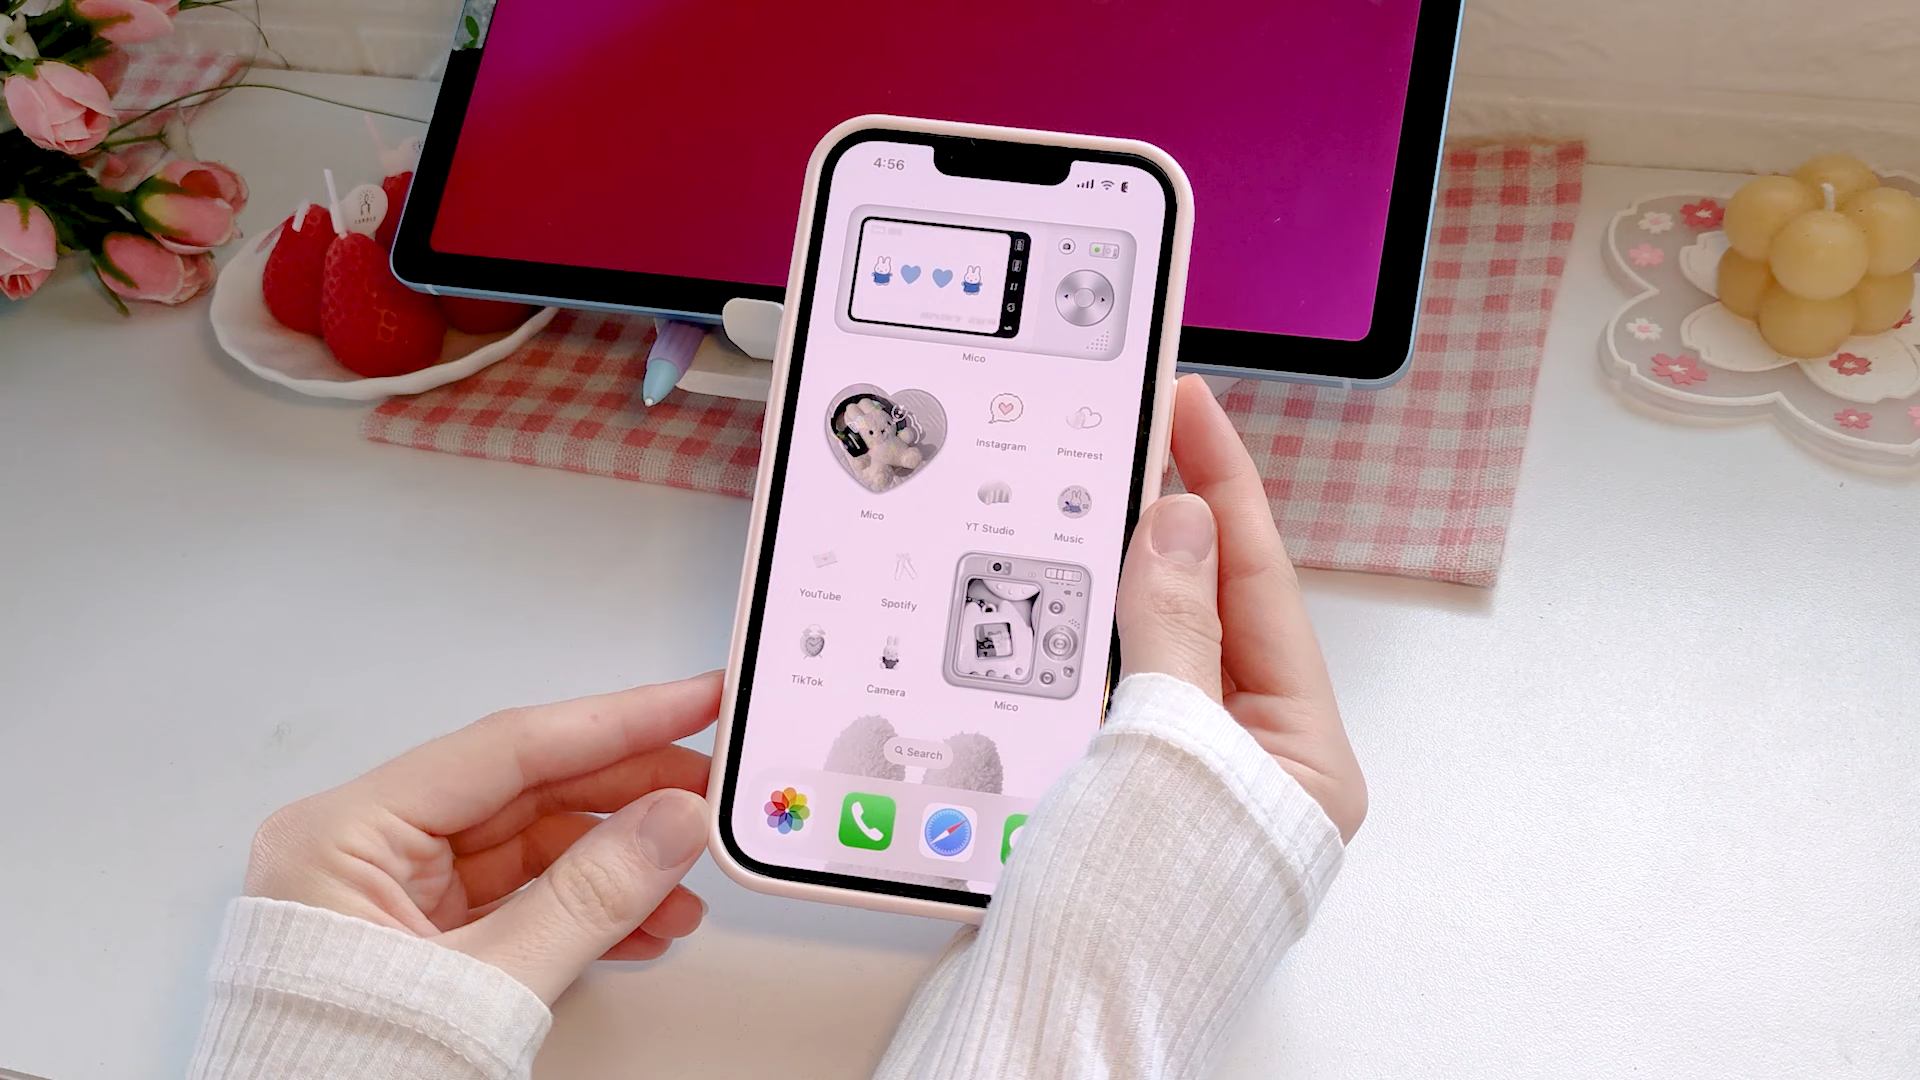 4:56
Mico
Instagram
Pinterest
Mico
YT Studio
Music
YouTube
Spotify
TikTok
Camera
Mico
Search